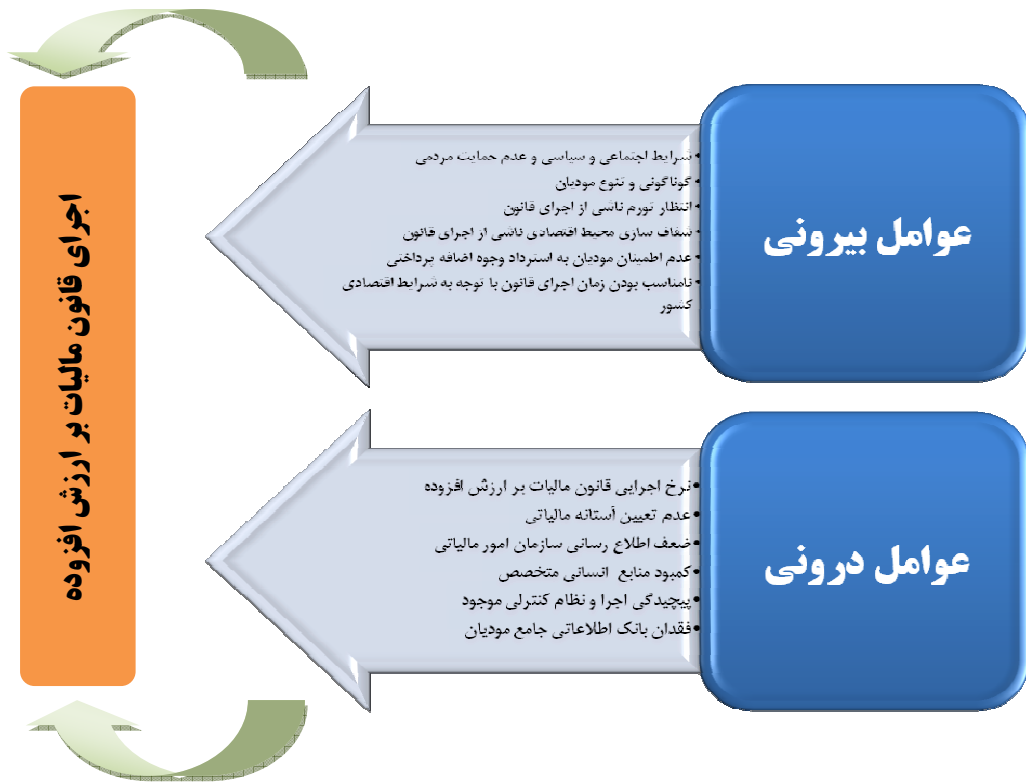 عوامل بیرونی
•شرایط اجتماعی و سیاسی و عدم حمایت مردمی
•گوناگونی و تنوع مودیان
•انتظار تورم ناشی از اجرای قانون
•شفاف سازی محیط اقتصادی ناشی از اجرای قانون
•عدم اطمینان مودیان به استرداد وجوه اضافه پرداختی
•نامناسب بودن زمان اجرای قانون با توجه به شرایط اقتصادی
کشور
عوامل درونی
•نرخ اجرایی قانون مالیات بر ارزش افزوده
•عدم تعیین آستانه مالیاتی
•ضعف اطلاع رسانی سازمان امور مالیاتی
•کمبود منابع انسانی متخصص
•پیچیدگی اجرا و نظام کنترلی موجود
•فقدان بانک اطلاعاتی جامع مودیان
اجرای قانون مالیات بر ارزش افزوده